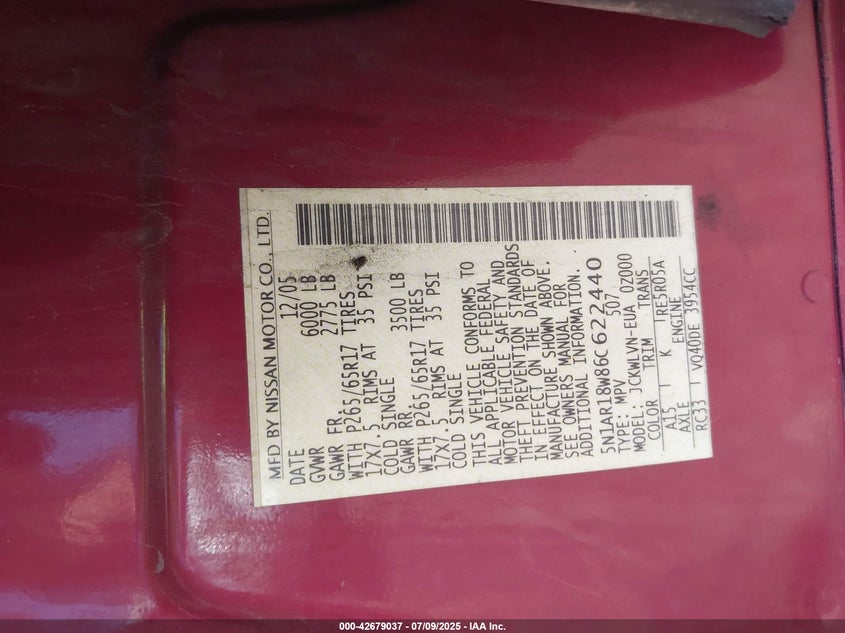 MFD BY NISSAN MOTOR CO., LTD.
DATE 12/05
GVWR 6000 LB
GAWR FR. 2775 LB
WITH P265/65R17 TIRES
17X7.5 RIMS AT 35 PSI
COLD SINGLE
GAWR RR. 3500 LB
WITH P265/65R17 TIRES
17X7.5 RIMS AT 35 PSI
COLD SINGLE
THIS VEHICLE CONFORMS TO
ALL APPLICABLE FEDERAL
MOTOR VEHICLE SAFETY AND
THEFT PREVENTION STANDARDS
IN EFFECT ON THE DATE OF
MANUFACTURE SHOWN ABOVE.
SEE OWNERS MANUAL FOR
ADDITIONAL INFORMATION.
5N1AR18W86C622440
TYPE: MPV 507
MODEL: JCKWLVN-EUA 0Z000
COLOR TRIM TRANS
A15 K RE5R05A
AXLE ENGINE
RC33 VQ40DE 3954CC
000-42679037 - 07/09/2025 - IAA Inc.